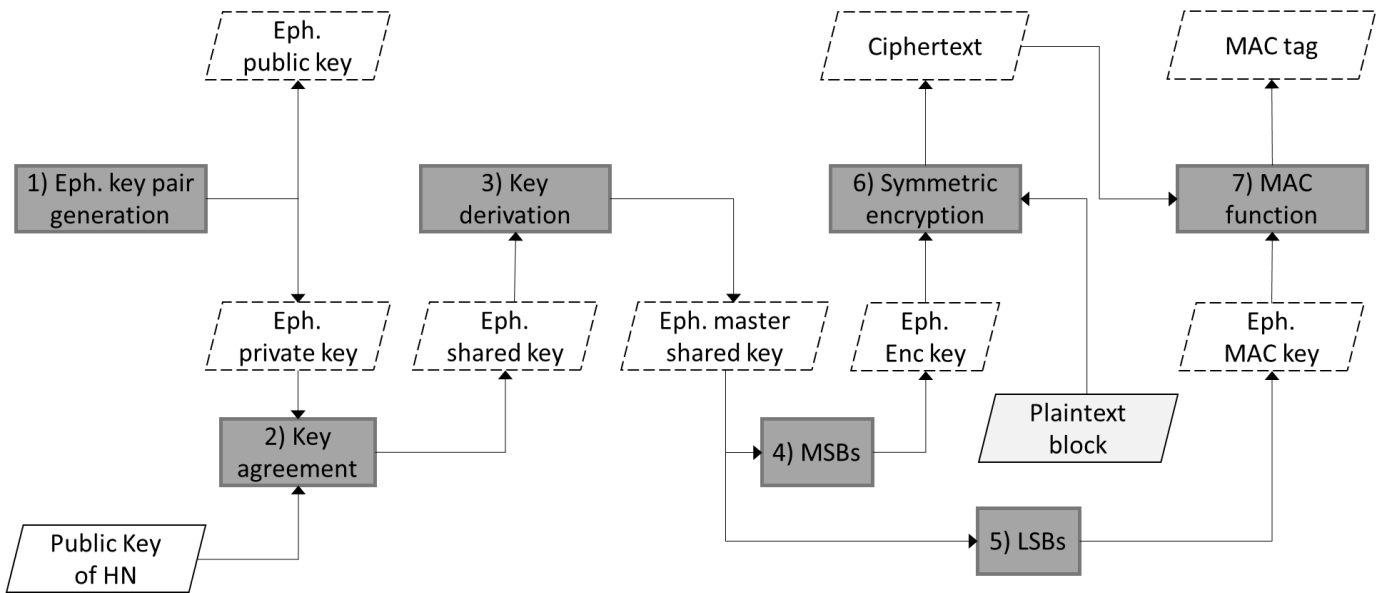 Eph.
public key
Ciphertext
MAC tag
1) Eph. key pair
generation
3) Key
derivation
6) Symmetric
encryption
7) MAC
function
Eph.
private key
Eph.
shared key
Eph. master
shared key
Eph.
Enc key
Eph.
MAC key
2) Key
agreement
4) MSBs
Plaintext
block
Public Key
of HN
5) LSBs